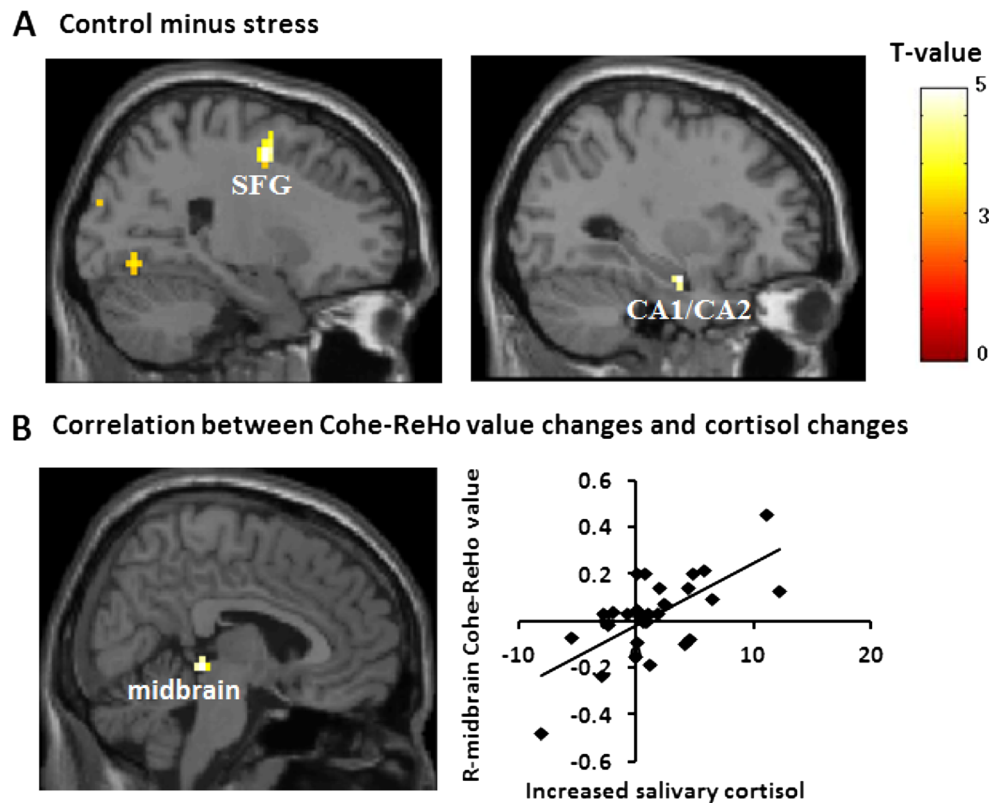 A Control minus stress
T-value
SFG
CA1/CA2
5
3
0
B Correlation between Cohe-ReHo value changes and cortisol changes
midbrain
R-midbrain Cohe-ReHo value
0.6
0.4
0.2
0
-0.2
-0.4
-0.6
-10
0
10
20
Increased salivary cortisol